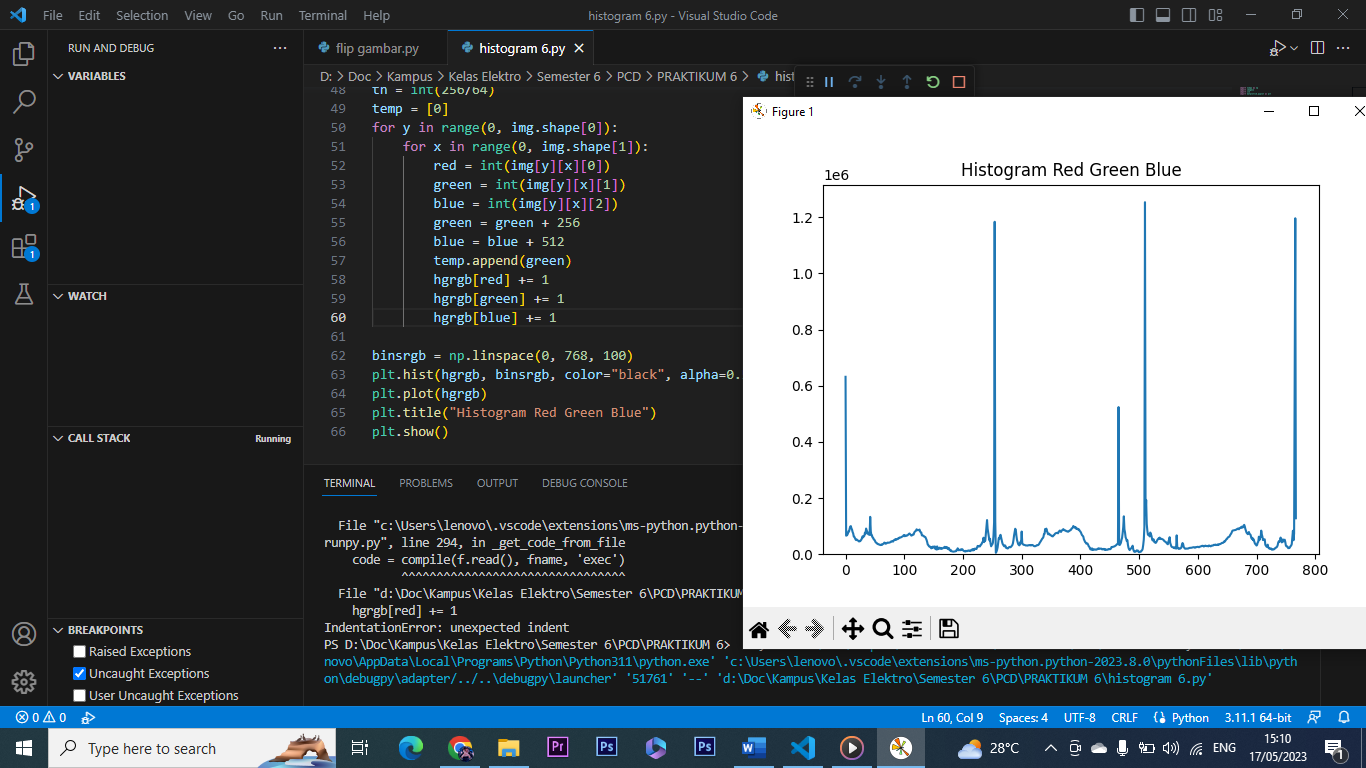 File Edit Selection View Go Run Terminal Help
histogram 6.py - Visual Studio Code
RUN AND DEBUG
flip gambar.py
histogram 6.py
VARIABLES
D: > Doc > Kampus > Kelas Elektro > Semester 6 > PCD > PRAKTIKUM 6 > hist
48 th = int(256/64)
49 temp = [0]
50 for y in range(0, img.shape[0]):
51 for x in range(0, img.shape[1]):
52 red = int(img[y][x][0])
53 green = int(img[y][x][1])
54 blue = int(img[y][x][2])
55 green = green + 256
56 blue = blue + 512
57 temp.append(green)
58 hgrgb[red] += 1
59 hgrgb[green] += 1
60 hgrgb[blue] += 1
61
62 binsrgb = np.linspace(0, 768, 100)
63 plt.hist(hgrgb, binsrgb, color="black", alpha=0.
64 plt.plot(hgrgb)
65 plt.title("Histogram Red Green Blue")
66 plt.show()
WATCH
CALL STACK Running
BREAKPOINTS
Raised Exceptions
Uncaught Exceptions
User Uncaught Exceptions
1
1
TERMINAL PROBLEMS OUTPUT DEBUG CONSOLE
File "c:\Users\lenovo\.vscode\extensions\ms-python.python-
runpy.py", line 294, in _get_code_from_file
code = compile(f.read(), fname, 'exec')
^^^^^^^^^^^^^^^^^^^^^^^^^^^^^^^^
File "d:\Doc\Kampus\Kelas Elektro\Semester 6\PCD\PRAKTIKUM
hgrgb[red] += 1
IndentationError: unexpected indent
PS D:\Doc\Kampus\Kelas Elektro\Semester 6\PCD\PRAKTIKUM 6>
novo\AppData\Local\Programs\Python\Python311\python.exe' 'c:\Users\lenovo\.vscode\extensions\ms-python.python-2023.8.0\pythonFiles\lib\pyth
on\debugpy\adapter/../..\debugpy\launcher' '51761' '--' 'd:\Doc\Kampus\Kelas Elektro\Semester 6\PCD\PRAKTIKUM 6\histogram 6.py'
Figure 1
Histogram Red Green Blue
1e6
1.2
1.0
0.8
0.6
0.4
0.2
0.0
0 100 200 300 400 500 600 700 800
0 0
Ln 60, Col 9 Spaces: 4 UTF-8 CRLF Python 3.11.1 64-bit
Type here to search
Pr
Ps
Ps
W
28°C
ENG
15:10
17/05/2023
1